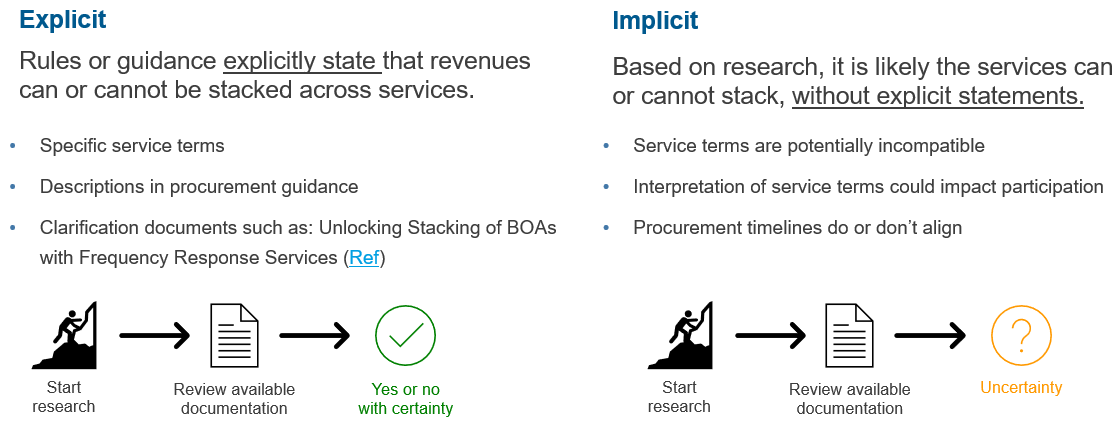 Explicit
Rules or guidance explicitly state that revenues
can or cannot be stacked across services.
• Specific service terms
• Descriptions in procurement guidance
• Clarification documents such as: Unlocking Stacking of BOAs
with Frequency Response Services (Ref)
Start
research
Review available
documentation
Yes or no
with certainty
Implicit
Based on research, it is likely the services can
or cannot stack, without explicit statements.
• Service terms are potentially incompatible
• Interpretation of service terms could impact participation
• Procurement timelines do or don’t align
Start
research
Review available
documentation
?
Uncertainty